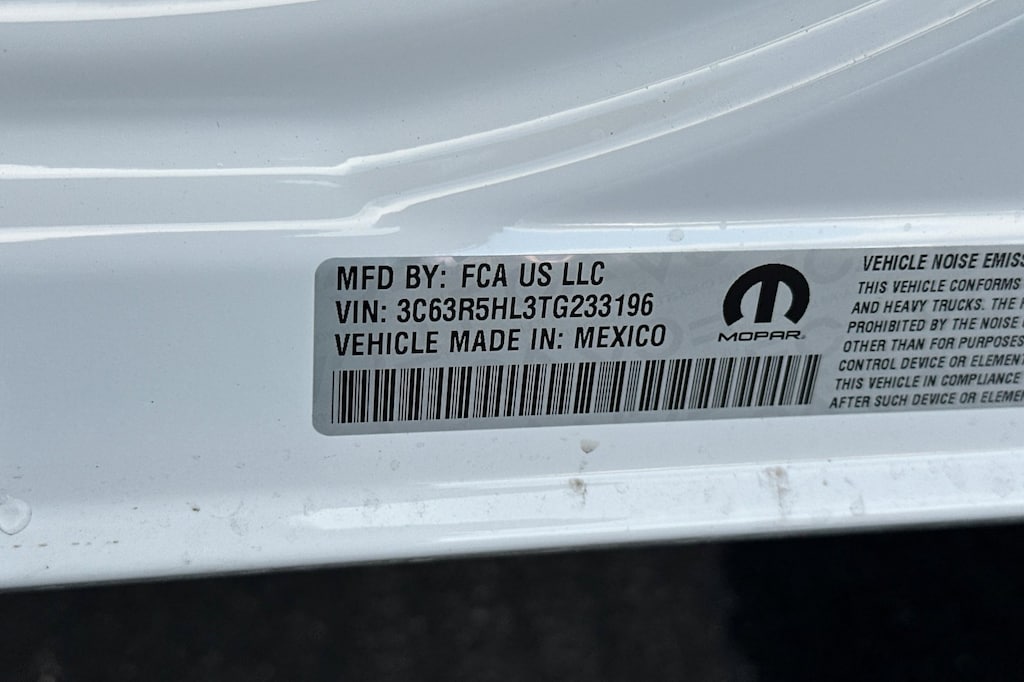 MFD BY: FCA US LLC
VIN: 3C63R5HL3TG233196
VEHICLE MADE IN: MEXICO
MOPAR
VEHICLE NOISE EMISS
THIS VEHICLE CONFORMS
AND HEAVY TRUCKS. THE
PROHIBITED BY THE NOISE
OTHER THAN FOR PURPOSES
CONTROL DEVICE OR ELEMEN
THIS VEHICLE IN COMPLIANCE
AFTER SUCH DEVICE OR ELEME